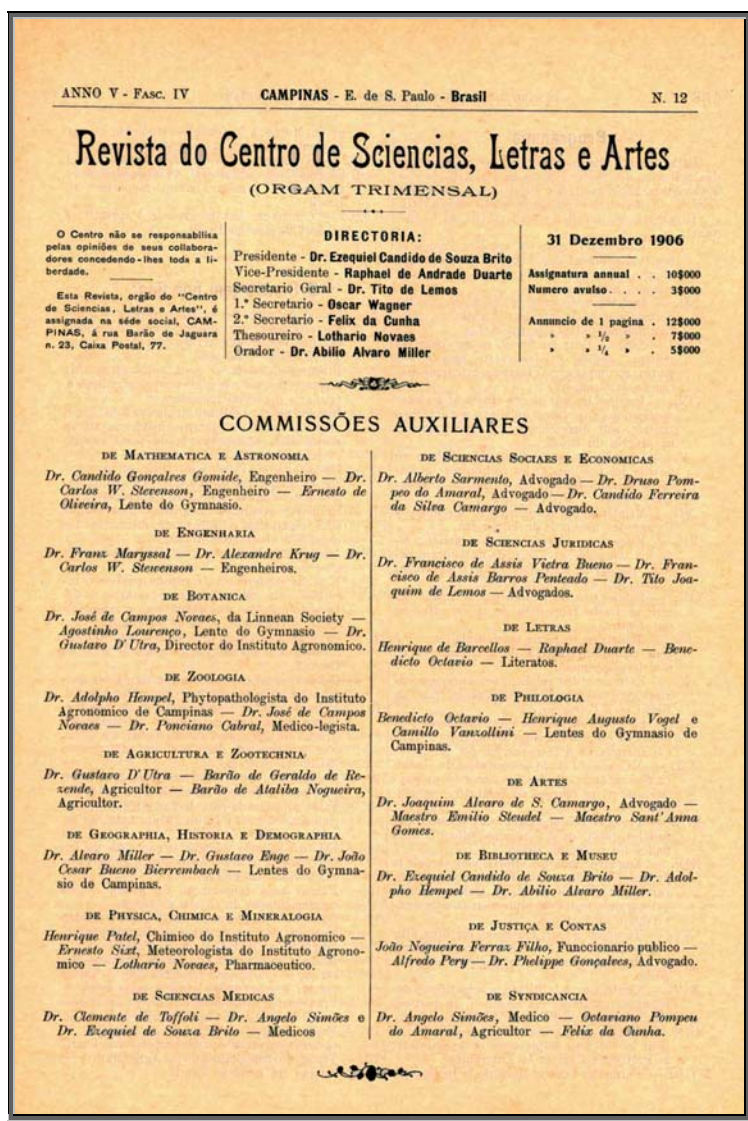 ANNO V - FASC. IV CAMPINAS - E. de S. Paulo - Brasil N. 12
Revista do Centro de Sciencias, Letras e Artes
(ORGAM TRIMENSAL)
O Centro não se responsabilisa
pelas opiniões de seus collabora-
dores concedendo-lhes toda a li-
berdade.
Esta Revista, orgão do "Centro
de Sciencias, Letras e Artes", é
assignada na séde social, CAM-
PINAS, á rua Barão de Jaguara
n. 23, Caixa Postal, 77.
DIRECTORIA:
Presidente - Dr. Ezequiel Candido de Souza Brito
Vice-Presidente - Raphael de Andrade Duarte
Secretario Geral - Dr. Tito de Lemos
1.º Secretario - Oscar Wagner
2.º Secretario - Felix da Cunha
Thesoureiro - Lothario Novaes
Orador - Dr. Abilio Alvaro Miller
31 Dezembro 1906
Assignatura annual . . 10$000
Numero avulso. . . . 3$000
Annuncio de 1 pagina . 12$000
» » 1/2 » . 7$000
» » 1/4 » . 5$000
COMMISSÕES AUXILIARES
DE MATHEMATICA E ASTRONOMIA
Dr. Candido Gonçalves Gomide, Engenheiro — Dr.
Carlos W. Stevenson, Engenheiro — Ernesto de
Oliveira, Lente do Gymnasio.
DE ENGENHARIA
Dr. Franz Maryssal — Dr. Alexandre Krug — Dr.
Carlos W. Stewenson — Engenheiros.
DE BOTANICA
Dr. José de Campos Novaes, da Linnean Society —
Agostinho Lourenço, Lente do Gymnasio — Dr.
Gustavo D'Utra, Director do Instituto Agronomico.
DE ZOOLOGIA
Dr. Adolpho Hempel, Phytopathologista do Instituto
Agronomico de Campinas — Dr. José de Campos
Novaes — Dr. Ponciano Cabral, Medico-legista.
DE AGRICULTURA E ZOOTECHNIA
Dr. Gustavo D'Utra — Barão de Geraldo de Re-
zende, Agricultor — Barão de Ataliba Nogueira,
Agricultor.
DE GEOGRAPHIA, HISTORIA E DEMOGRAPHIA
Dr. Alvaro Miller — Dr. Gustavo Enge — Dr. João
Cesar Bueno Bierrembach — Lentes do Gymna-
sio de Campinas.
DE PHYSICA, CHIMICA E MINERALOGIA
Henrique Patel, Chimico do Instituto Agronomico —
Ernesto Sixt, Meteorologista do Instituto Agrono-
mico — Lothario Novaes, Pharmaceutico.
DE SCIENCIAS MEDICAS
Dr. Clemente de Toffoli — Dr. Angelo Simões e
Dr. Ezequiel de Souza Brito — Medicos
DE SCIENCIAS SOCIAES E ECONOMICAS
Dr. Alberto Sarmento, Advogado — Dr. Druso Pom-
peo do Amaral, Advogado — Dr. Candido Ferreira
da Silva Camargo — Advogado.
DE SCIENCIAS JURIDICAS
Dr. Francisco de Assis Vietra Bueno — Dr. Fran-
cisco de Assis Barros Penteado — Dr. Tito Joa-
quim de Lemos — Advogados.
DE LETRAS
Henrique de Barcellos — Raphael Duarte — Bene-
dicto Octavio — Literatos.
DE PHILOLOGIA
Benedicto Octavio — Henrique Augusto Vogel e
Camillo Vanzollini — Lentes do Gymnasio de
Campinas.
DE ARTES
Dr. Joaquim Alvaro de S. Camargo, Advogado —
Maestro Emilio Steudel — Maestro Sant'Anna
Gomes.
DE BIBLIOTHECA E MUSEU
Dr. Ezequiel Candido de Souza Brito — Dr. Adol-
pho Hempel — Dr. Abilio Alvaro Miller.
DE JUSTIÇA E CONTAS
João Nogueira Ferraz Filho, Funccionario publico —
Alfredo Pery — Dr. Phelippe Gonçalves, Advogado.
DE SYNDICANCIA
Dr. Angelo Simões, Medico — Octaviano Pompeu
do Amaral, Agricultor — Felix da Cunha.